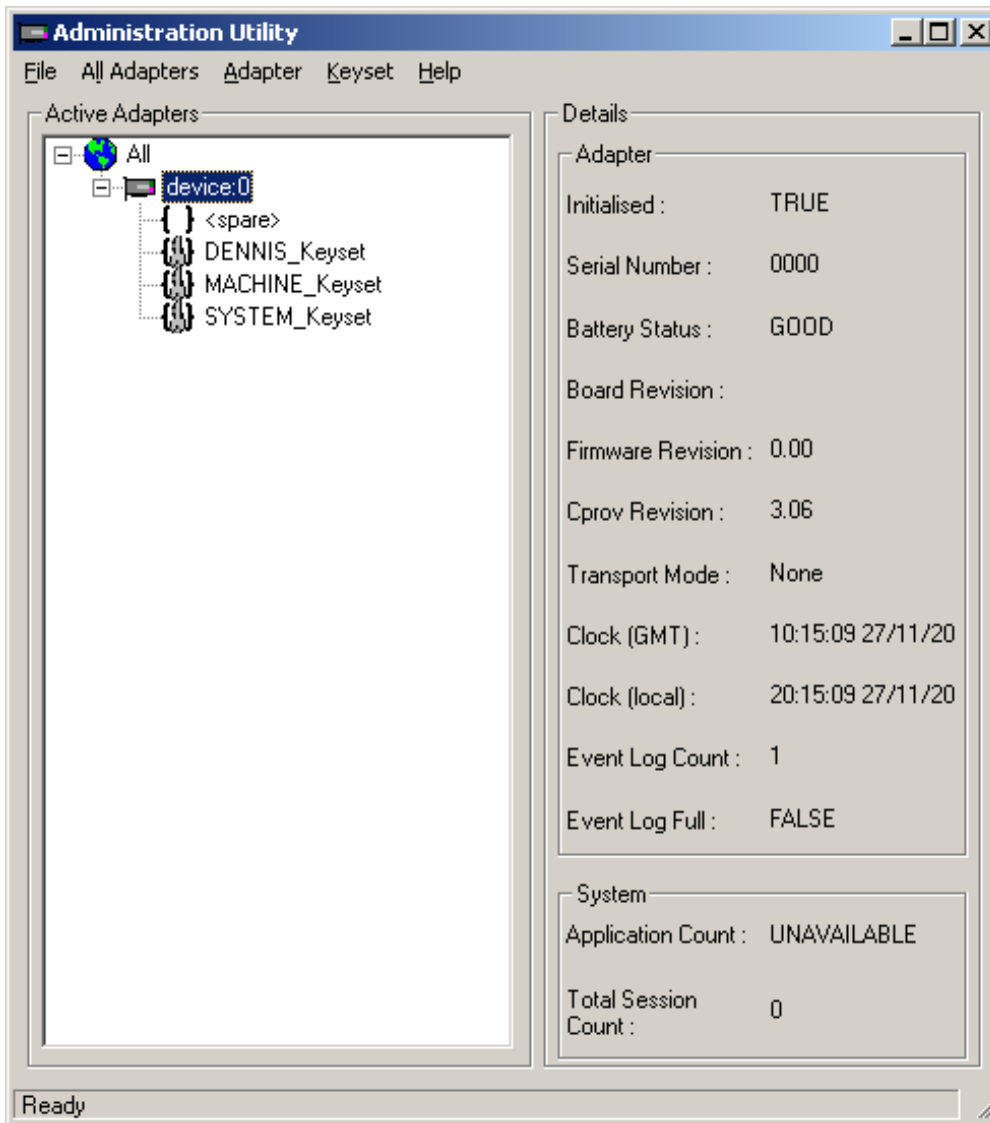 Administration Utility
File All Adapters Adapter Keyset Help
Active Adapters
All
device:0
<spare>
DENNIS_Keyset
MACHINE_Keyset
SYSTEM_Keyset
Details
Adapter
Initialised : TRUE
Serial Number : 0000
Battery Status : GOOD
Board Revision :
Firmware Revision : 0.00
Cprov Revision : 3.06
Transport Mode : None
Clock (GMT) : 10:15:09 27/11/20
Clock (local) : 20:15:09 27/11/20
Event Log Count : 1
Event Log Full : FALSE
System
Application Count : UNAVAILABLE
Total Session
Count : 0
Ready